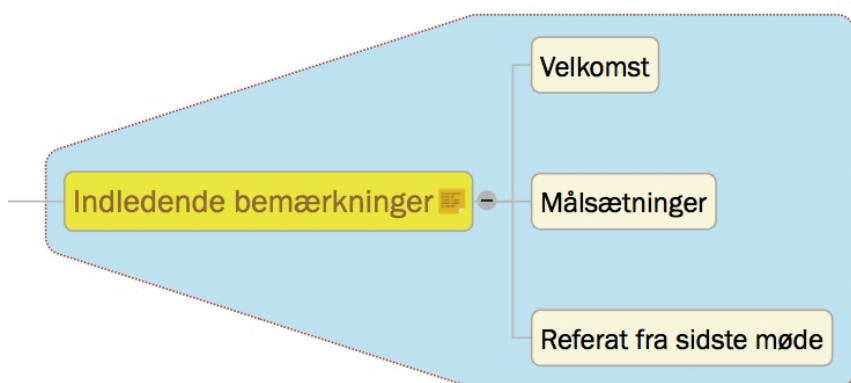 Velkomst
Indledende bemærkninger
Målsætninger
Referat fra sidste møde